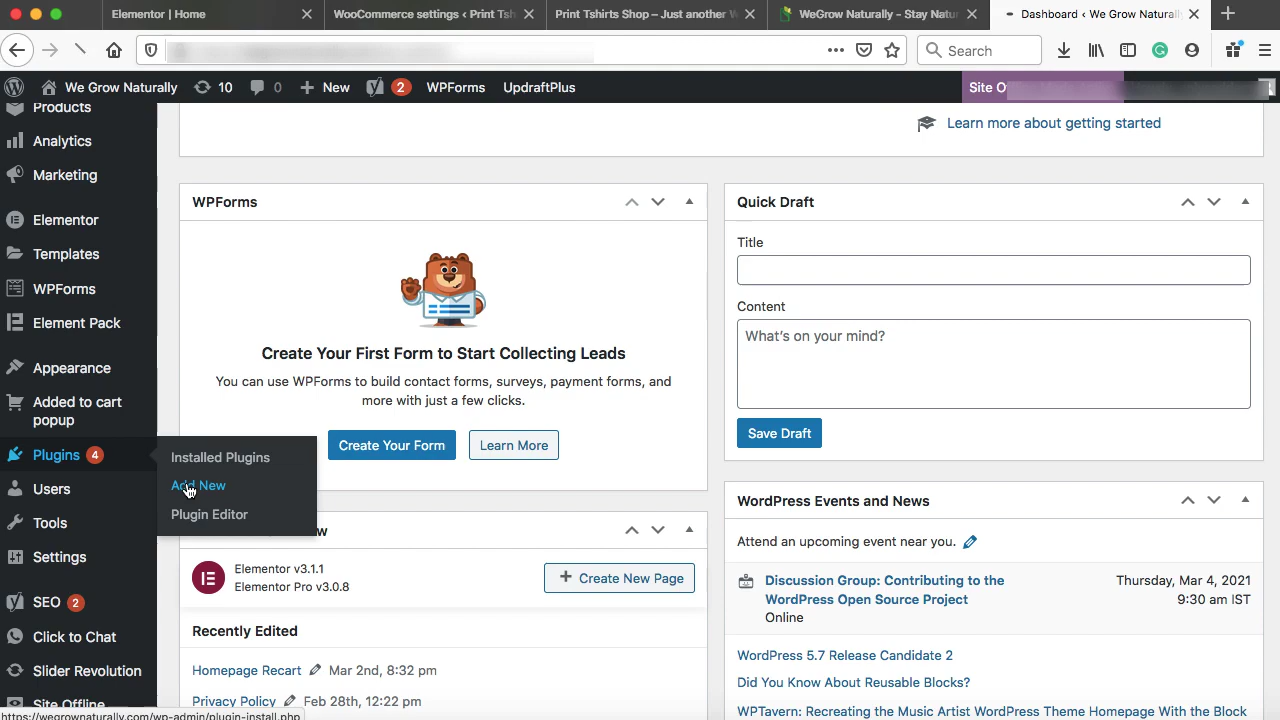 Elementor | Home
WooCommerce settings ‹ Print Tsh
Print Tshirts Shop – Just another W
WeGrow Naturally - Stay Natur
Dashboard ‹ We Grow Naturall
Search
We Grow Naturally
10
0
New
2
WPForms
UpdraftPlus
Site O
Products
Analytics
Marketing
Elementor
Templates
WPForms
Element Pack
Appearance
Added to cart
popup
Plugins 4
Users
Tools
Settings
SEO 2
Click to Chat
Slider Revolution
Site Offline
Installed Plugins
Add New
Plugin Editor
Learn more about getting started
WPForms
Create Your First Form to Start Collecting Leads
You can use WPForms to build contact forms, surveys, payment forms, and
more with just a few clicks.
Create Your Form
Learn More
w
Elementor v3.1.1
Elementor Pro v3.0.8
Create New Page
Recently Edited
Homepage Recart Mar 2nd, 8:32 pm
Privacy Policy Feb 28th, 12:22 pm
Quick Draft
Title
Content
What's on your mind?
Save Draft
WordPress Events and News
Attend an upcoming event near you.
Discussion Group: Contributing to the
WordPress Open Source Project
Online
Thursday, Mar 4, 2021
9:30 am IST
WordPress 5.7 Release Candidate 2
Did You Know About Reusable Blocks?
WPTavern: Recreating the Music Artist WordPress Theme Homepage With the Block
https://wegrownaturally.com/wp-admin/plugin-install.php